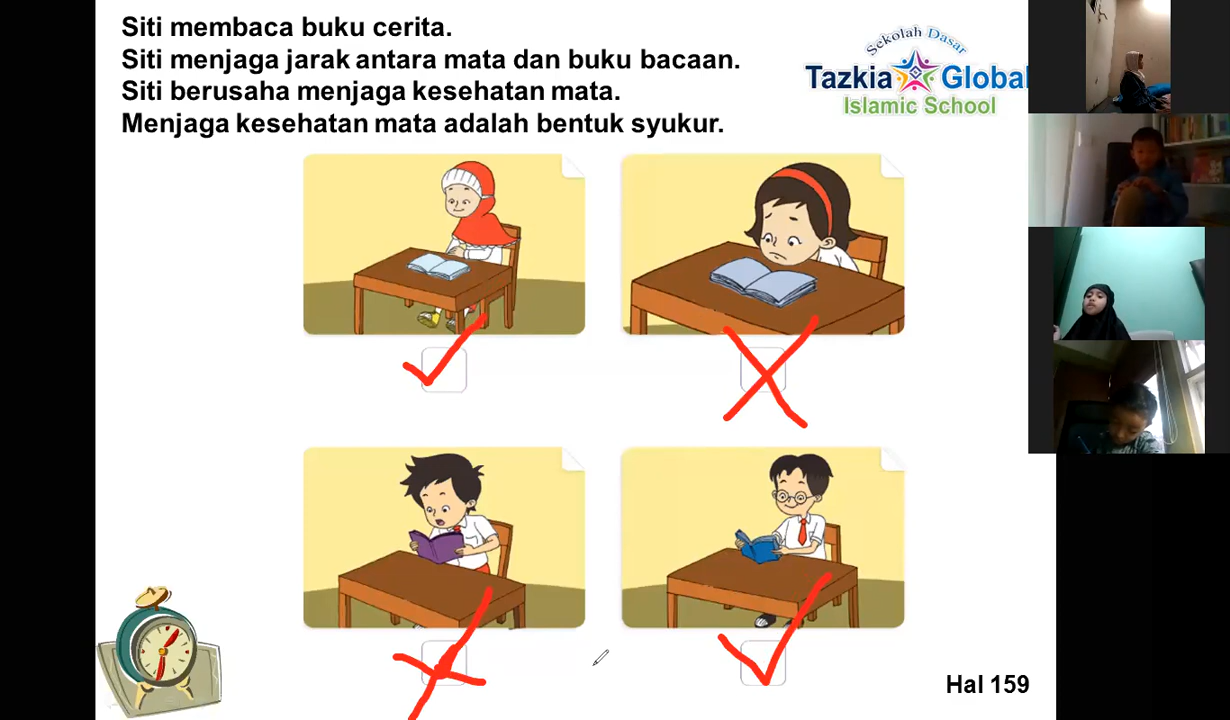 Siti membaca buku cerita.
Siti menjaga jarak antara mata dan buku bacaan.
Siti berusaha menjaga kesehatan mata.
Menjaga kesehatan mata adalah bentuk syukur.
Sekolah Dasar
Tazkia Global
Islamic School
Hal 159